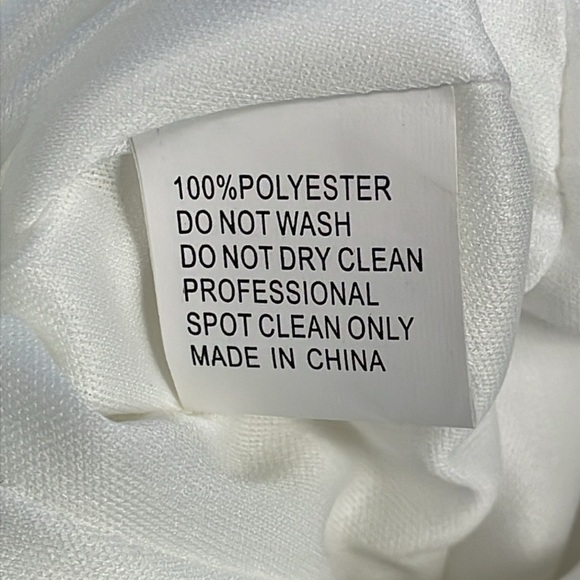 100%POLYESTER
DO NOT WASH
DO NOT DRY CLEAN
PROFESSIONAL
SPOT CLEAN ONLY
MADE IN CHINA